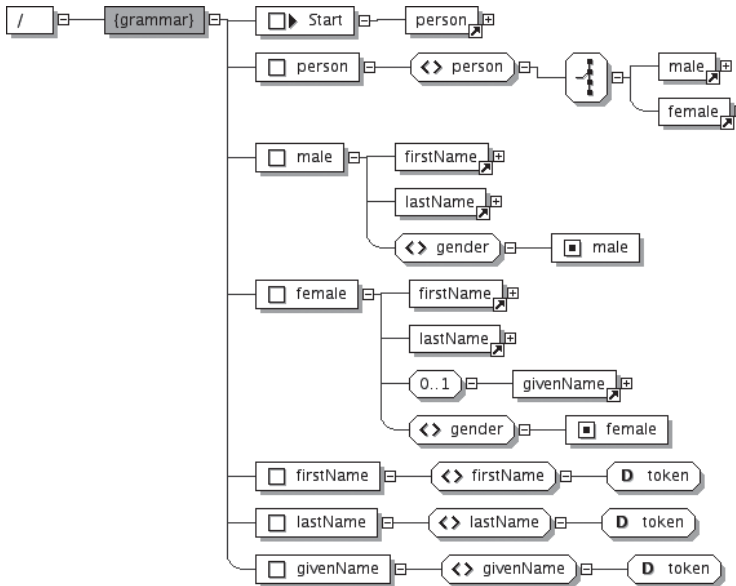 / {grammar} Start person
person person male
female
male firstName
lastName
gender male
female firstName
lastName
0..1 givenName
gender female
firstName firstName D token
lastName lastName D token
givenName givenName D token